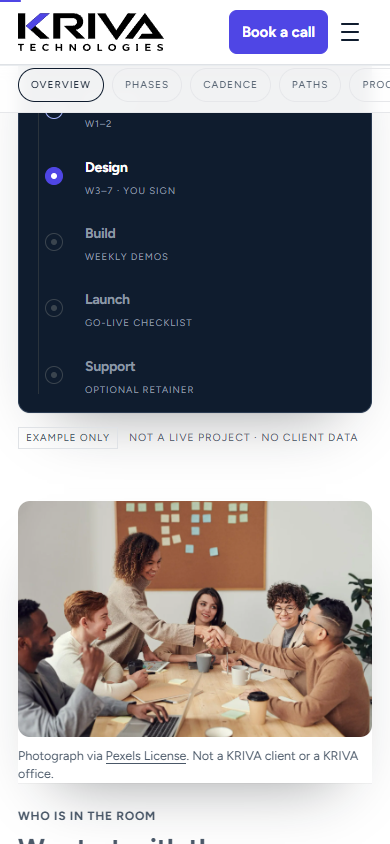 KRIVA
TECHNOLOGIES
Book a call
OVERVIEW
PHASES
CADENCE
PATHS
W1–2
Design
W3–7 · YOU SIGN
Build
WEEKLY DEMOS
Launch
GO-LIVE CHECKLIST
Support
OPTIONAL RETAINER
EXAMPLE ONLY
NOT A LIVE PROJECT · NO CLIENT DATA
Photograph via Pexels License. Not a KRIVA client or a KRIVA
office.
WHO IS IN THE ROOM